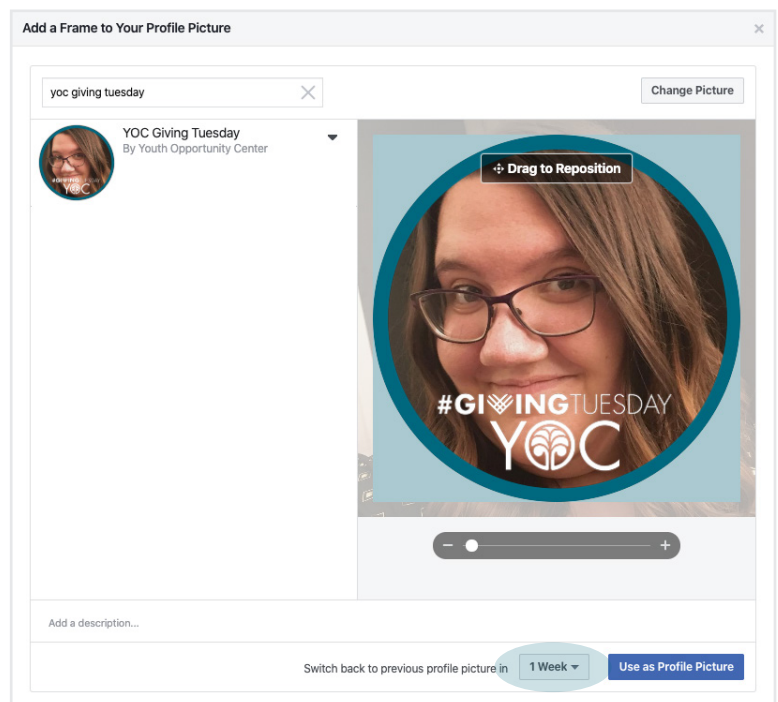 Add a Frame to Your Profile Picture
yoc giving tuesday
Change Picture
YOC Giving Tuesday
By Youth Opportunity Center
#GIVINGTUESDAY
YOC
Drag to Reposition
#GIVINGTUESDAY
YOC
Add a description...
Switch back to previous profile picture in
1 Week
Use as Profile Picture